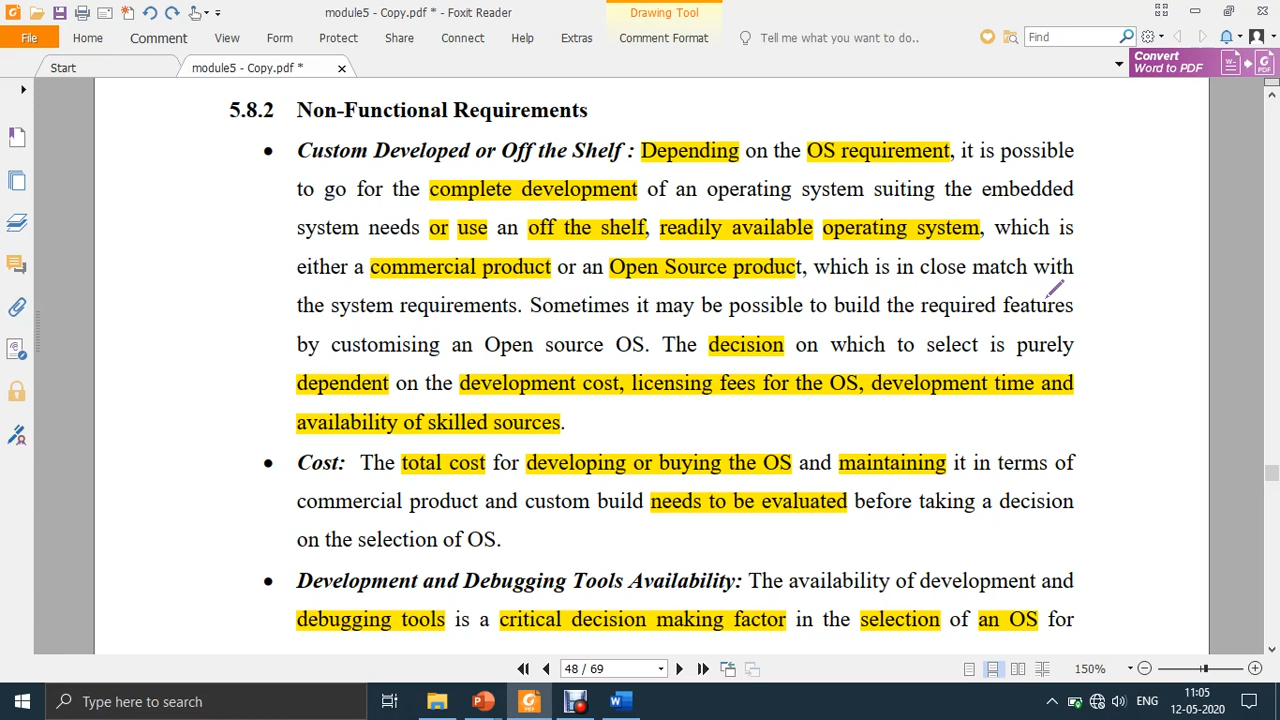 module5 - Copy.pdf * - Foxit Reader
Drawing Tool
File Home Comment View Form Protect Share Connect Help Extras Comment Format Tell me what you want to do.. Find
Start module5 - Copy.pdf *
Convert
Word to PDF
5.8.2 Non-Functional Requirements
• Custom Developed or Off the Shelf : Depending on the OS requirement, it is possible
to go for the complete development of an operating system suiting the embedded
system needs or use an off the shelf, readily available operating system, which is
either a commercial product or an Open Source product, which is in close match with
the system requirements. Sometimes it may be possible to build the required features
by customising an Open source OS. The decision on which to select is purely
dependent on the development cost, licensing fees for the OS, development time and
availability of skilled sources.
• Cost: The total cost for developing or buying the OS and maintaining it in terms of
commercial product and custom build needs to be evaluated before taking a decision
on the selection of OS.
• Development and Debugging Tools Availability: The availability of development and
debugging tools is a critical decision making factor in the selection of an OS for
48 / 69
150%
Type here to search
ENG
11:05
12-05-2020